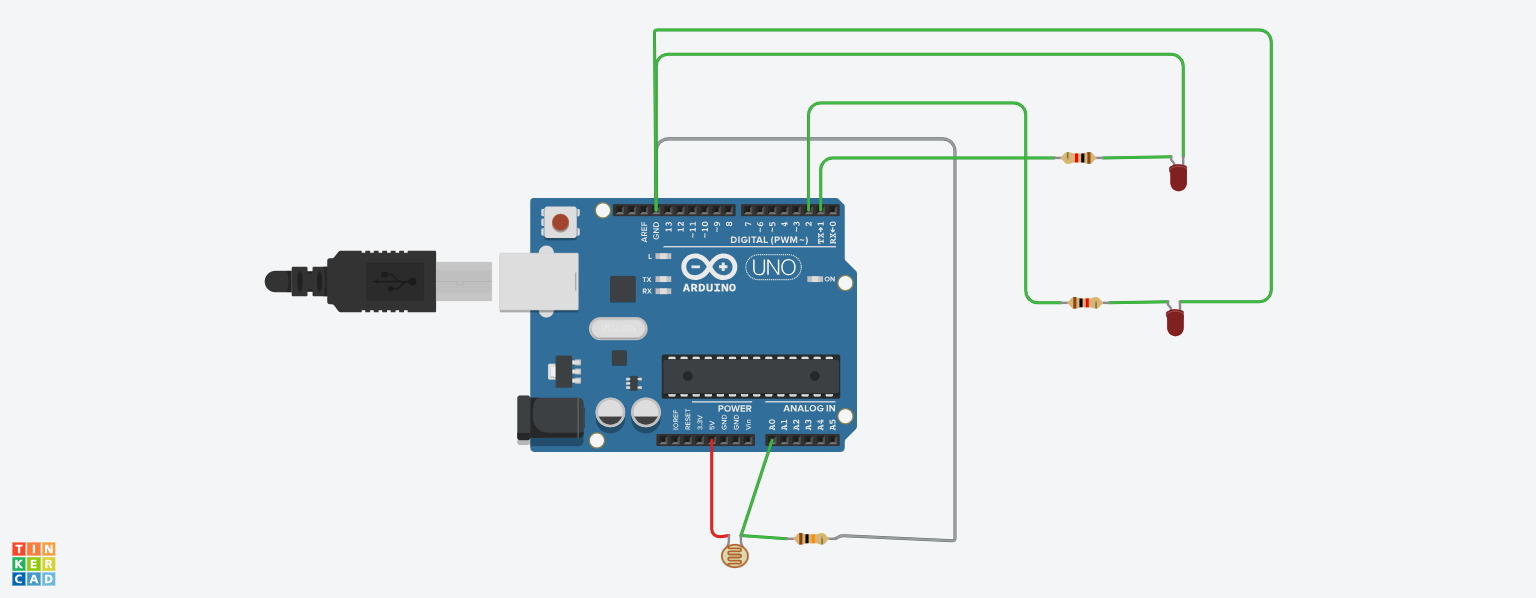 AREF
GND
13
12
~11
~10
~9
8
7
~6
~5
4
~3
2
TX→1
RX←0
DIGITAL (PWM~)
L
TX
RX
ARDUINO
UNO
ON
POWER
ANALOG IN
IOREF
RESET
3.3V
5V
GND
GND
Vin
A0
A1
A2
A3
A4
A5
TIN
KER
CAD